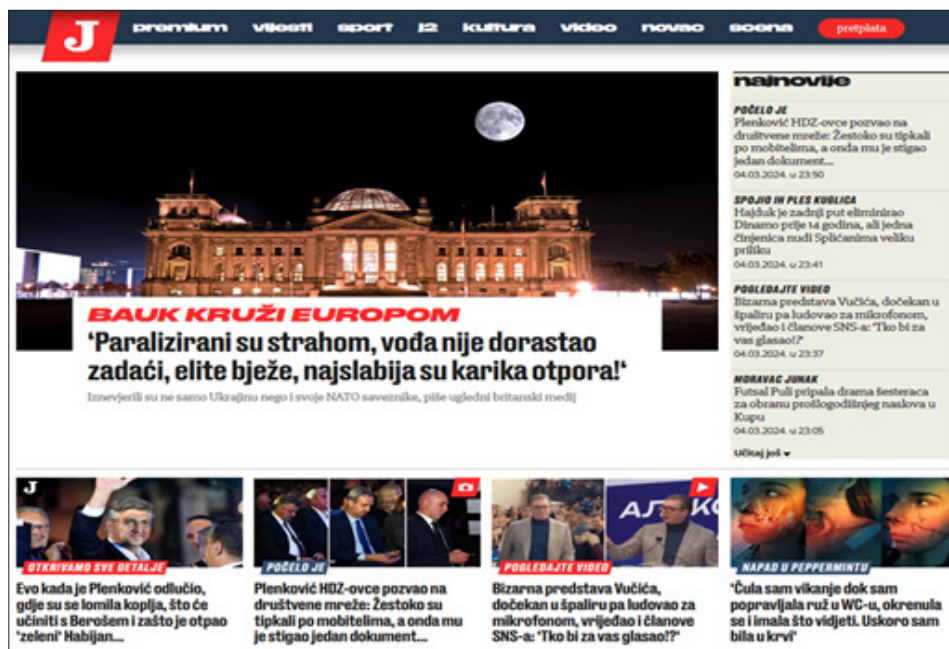 J premium vijesti sport j2 kultura video novac scena pretplata
BAUK KRUŽI EUROPOM
'Paralizirani su strahom, vođa nije dorastao
zadaći, elite bježe, najslabija su karika otpora!'
Iznevjerili su ne samo Ukrajinu nego i svoje NATO saveznike, piše ugledni britanski medij
najnovije
POČELO JE
Plenković HDZ-ovce pozvao na
društvene mreže: Žestoko su tipkali
po mobitelima, a onda mu je stigao
jedan dokument...
04.03.2024. u 23:50
SPOJIO IH PLES KUGLICA
Hajduk je zadnji put eliminirao
Dinamo prije 14 godina, ali jedna
činjenica nudi Splićanima veliku
priliku
04.03.2024. u 23:41
POGLEDAJTE VIDEO
Bizarna predstava Vučića, dočekan u
špaliru pa ludovao za mikrofonom,
vrijeđao i članove SNS-a: 'Tko bi za
vas glasao!?'
04.03.2024. u 23:37
MORAVAC JUNAK
Futsal Puli pripala drama šesteraca
za obranu prošlogodišnjeg naslova u
Kupu
04.03.2024. u 23:05
Učitaj još
J
OTKRIVAMO SVE DETALJE
Evo kada je Plenković odlučio,
gdje su se lomila koplja, što će
učiniti s Berošem i zašto je otpao
'zeleni' Habijan...
POČELO JE
Plenković HDZ-ovce pozvao na
društvene mreže: Žestoko su
tipkali po mobitelima, a onda mu
je stigao jedan dokument...
POGLEDAJTE VIDEO
Bizarna predstava Vučića,
dočekan u špaliru pa ludovao za
mikrofonom, vrijeđao i članove
SNS-a: 'Tko bi za vas glasao!?'
NAPAD U PEPPERMINTU
'Čula sam vikanje dok sam
popravljala ruž u WC-u, okrenula
se i imala što vidjeti. Uskoro sam
bila u krvi'